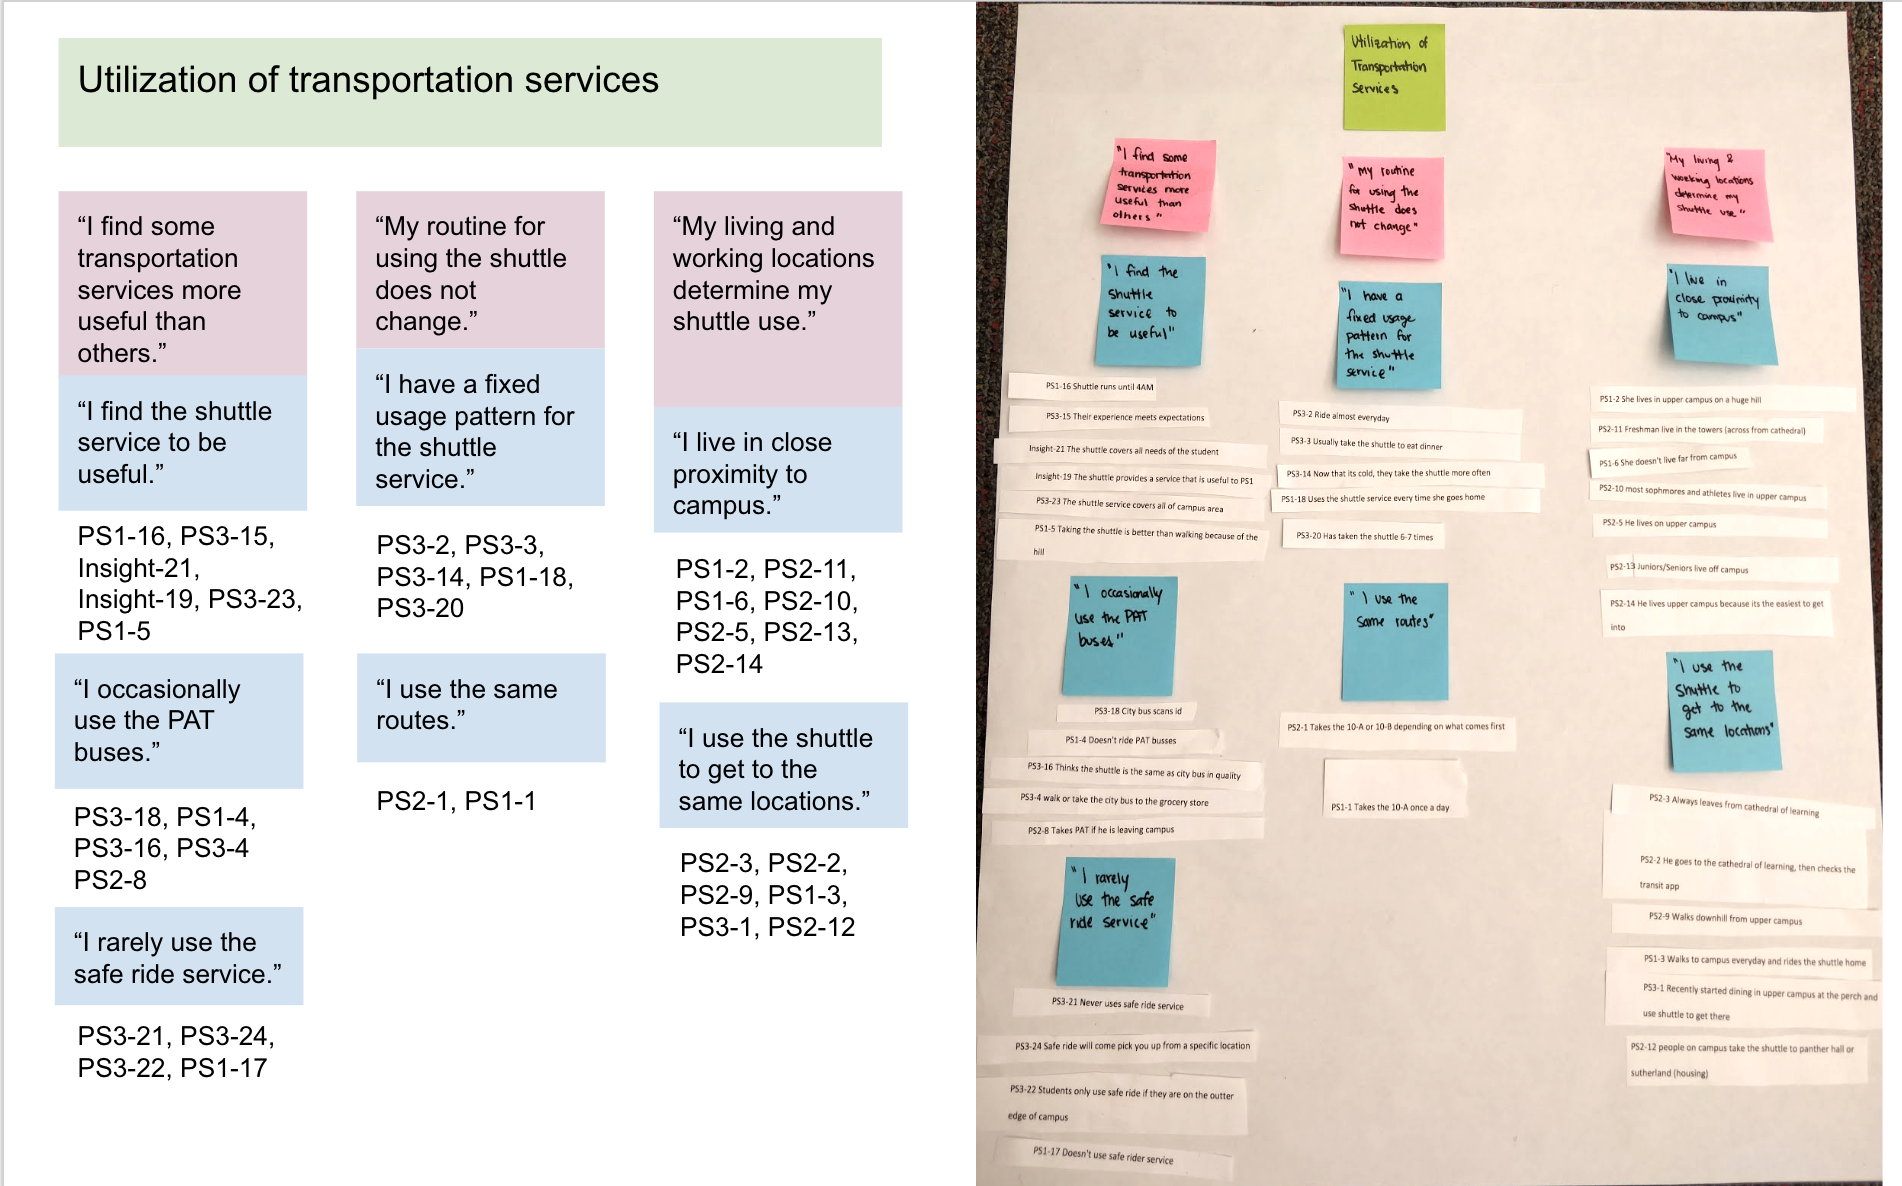 Utilization of transportation services
“I find some
transportation
services more
useful than
others.”
“I find the shuttle
service to be
useful.”
PS1-16, PS3-15,
Insight-21,
Insight-19, PS3-23,
PS1-5
“I occasionally
use the PAT
buses.”
PS3-18, PS1-4,
PS3-16, PS3-4
PS2-8
“I rarely use the
safe ride service.”
PS3-21, PS3-24,
PS3-22, PS1-17
“My routine for
using the shuttle
does not
change.”
“I have a fixed
usage pattern for
the shuttle
service.”
PS3-2, PS3-3,
PS3-14, PS1-18,
PS3-20
“I use the same
routes.”
PS2-1, PS1-1
“My living and
working locations
determine my
shuttle use.”
“I live in close
proximity to
campus.”
PS1-2, PS2-11,
PS1-6, PS2-10,
PS2-5, PS2-13,
PS2-14
“I use the shuttle
to get to the
same locations.”
PS2-3, PS2-2,
PS2-9, PS1-3,
PS3-1, PS2-12
Utilization of
Transportation
Services
"I find some
transportation
services more
useful than
others"
"I find the
shuttle
service to
be useful"
PS1-16 Shuttle runs until 4AM
PS3-15 Their experience meets expectations
Insight-21 The shuttle covers all needs of the student
Insight-19 The shuttle provides a service that is useful to PS1
PS3-23 The shuttle service covers all of campus area
PS1-5 Taking the shuttle is better than walking because of the
hill
"I occasionally
use the PAT
buses"
PS3-18 City bus scans id
PS1-4 Doesn't ride PAT busses
PS3-16 Thinks the shuttle is the same as city bus in quality
PS3-4 walk or take the city bus to the grocery store
PS2-8 Takes PAT if he is leaving campus
"I rarely
use the safe
ride service"
PS3-21 Never uses safe ride service
PS3-24 Safe ride will come pick you up from a specific location
PS3-22 Students only use safe ride if they are on the outter
edge of campus
PS1-17 Doesn't use safe rider service
"my routine
for using the
shuttle does
not change"
"I have a
fixed usage
pattern for
the shuttle
service"
PS3-2 Ride almost everyday
PS3-3 Usually take the shuttle to eat dinner
PS3-14 Now that its cold, they take the shuttle more often
PS1-18 Uses the shuttle service every time she goes home
PS3-20 Has taken the shuttle 6-7 times
"I use the
same routes"
PS2-1 Takes the 10-A or 10-B depending on what comes first
PS1-1 Takes the 10-A once a day
"My living &
working locations
determine my
shuttle use"
"I live in
close proximity
to campus"
PS1-2 She lives in upper campus on a huge hill
PS2-11 Freshman live in the towers (across from cathedral)
PS1-6 She doesn't live far from campus
PS2-10 most sophmores and athletes live in upper campus
PS2-5 He lives on upper campus
PS2-13 Juniors/Seniors live off campus
PS2-14 He lives upper campus because its the easiest to get
into
"I use the
shuttle to
get to the
same locations"
PS2-3 Always leaves from cathedral of learning
PS2-2 He goes to the cathedral of learning, then checks the
transit app
PS2-9 Walks downhill from upper campus
PS1-3 Walks to campus everyday and rides the shuttle home
PS3-1 Recently started dining in upper campus at the perch and
use shuttle to get there
PS2-12 people on campus take the shuttle to panther hall or
sutherland (housing)